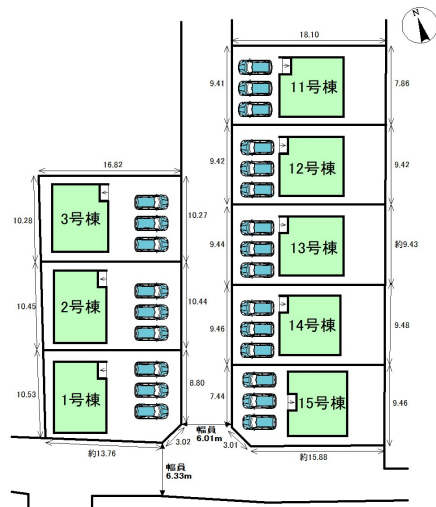 N
18.10
9.41
11号棟
7.86
16.82
9.42
12号棟
9.42
10.28
3号棟
10.27
9.44
13号棟
約9.43
10.45
2号棟
10.44
9.46
14号棟
9.48
10.53
1号棟
8.80
7.44
15号棟
9.46
3.02
幅員
6.01m
3.01
約13.76
約15.88
幅員
6.33m